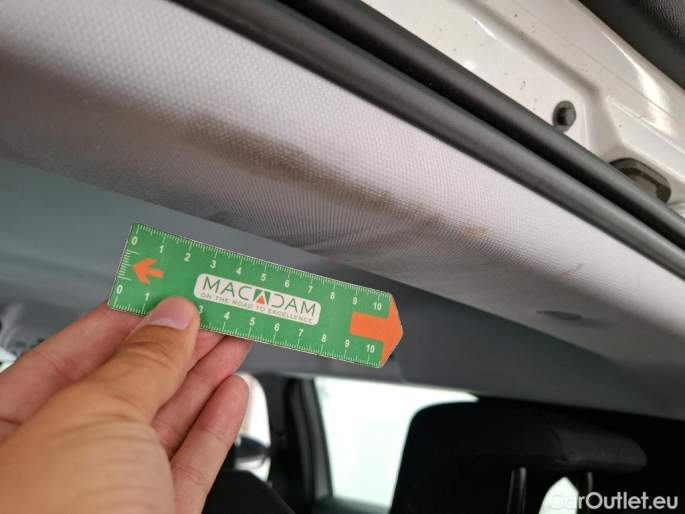 0 1 2 3 4 5 6 7 8 9 10
MACADAM
ON THE ROAD TO EXCELLENCE
0 1 3 4 5 6 7 8 9 10
CarOutlet.eu